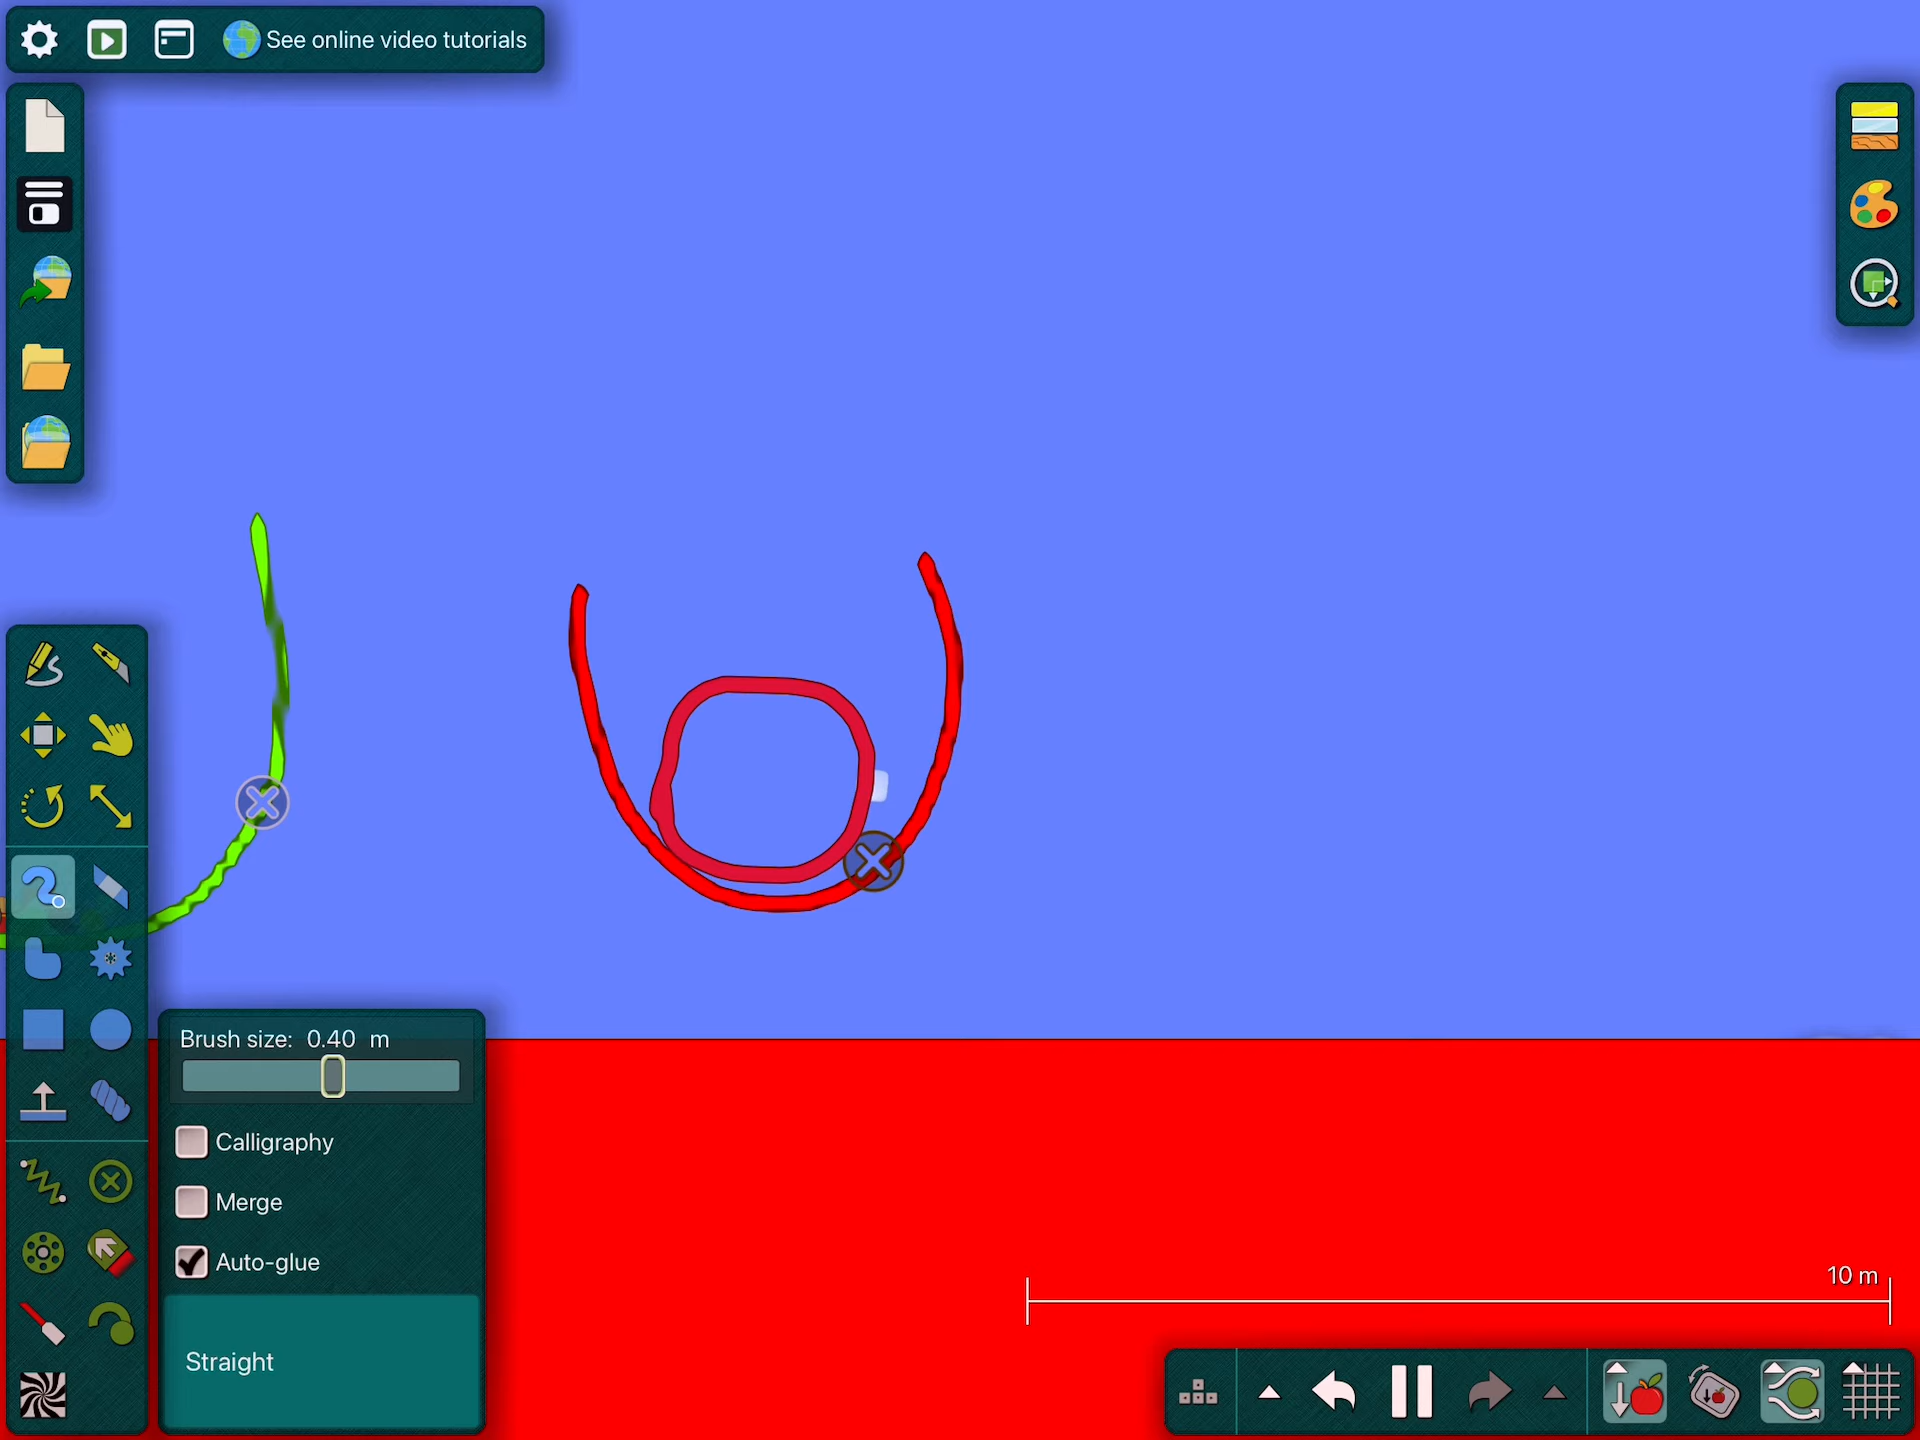 See online video tutorials
Brush size: 0.40 m
Calligraphy
Merge
Auto-glue
Straight
10 m